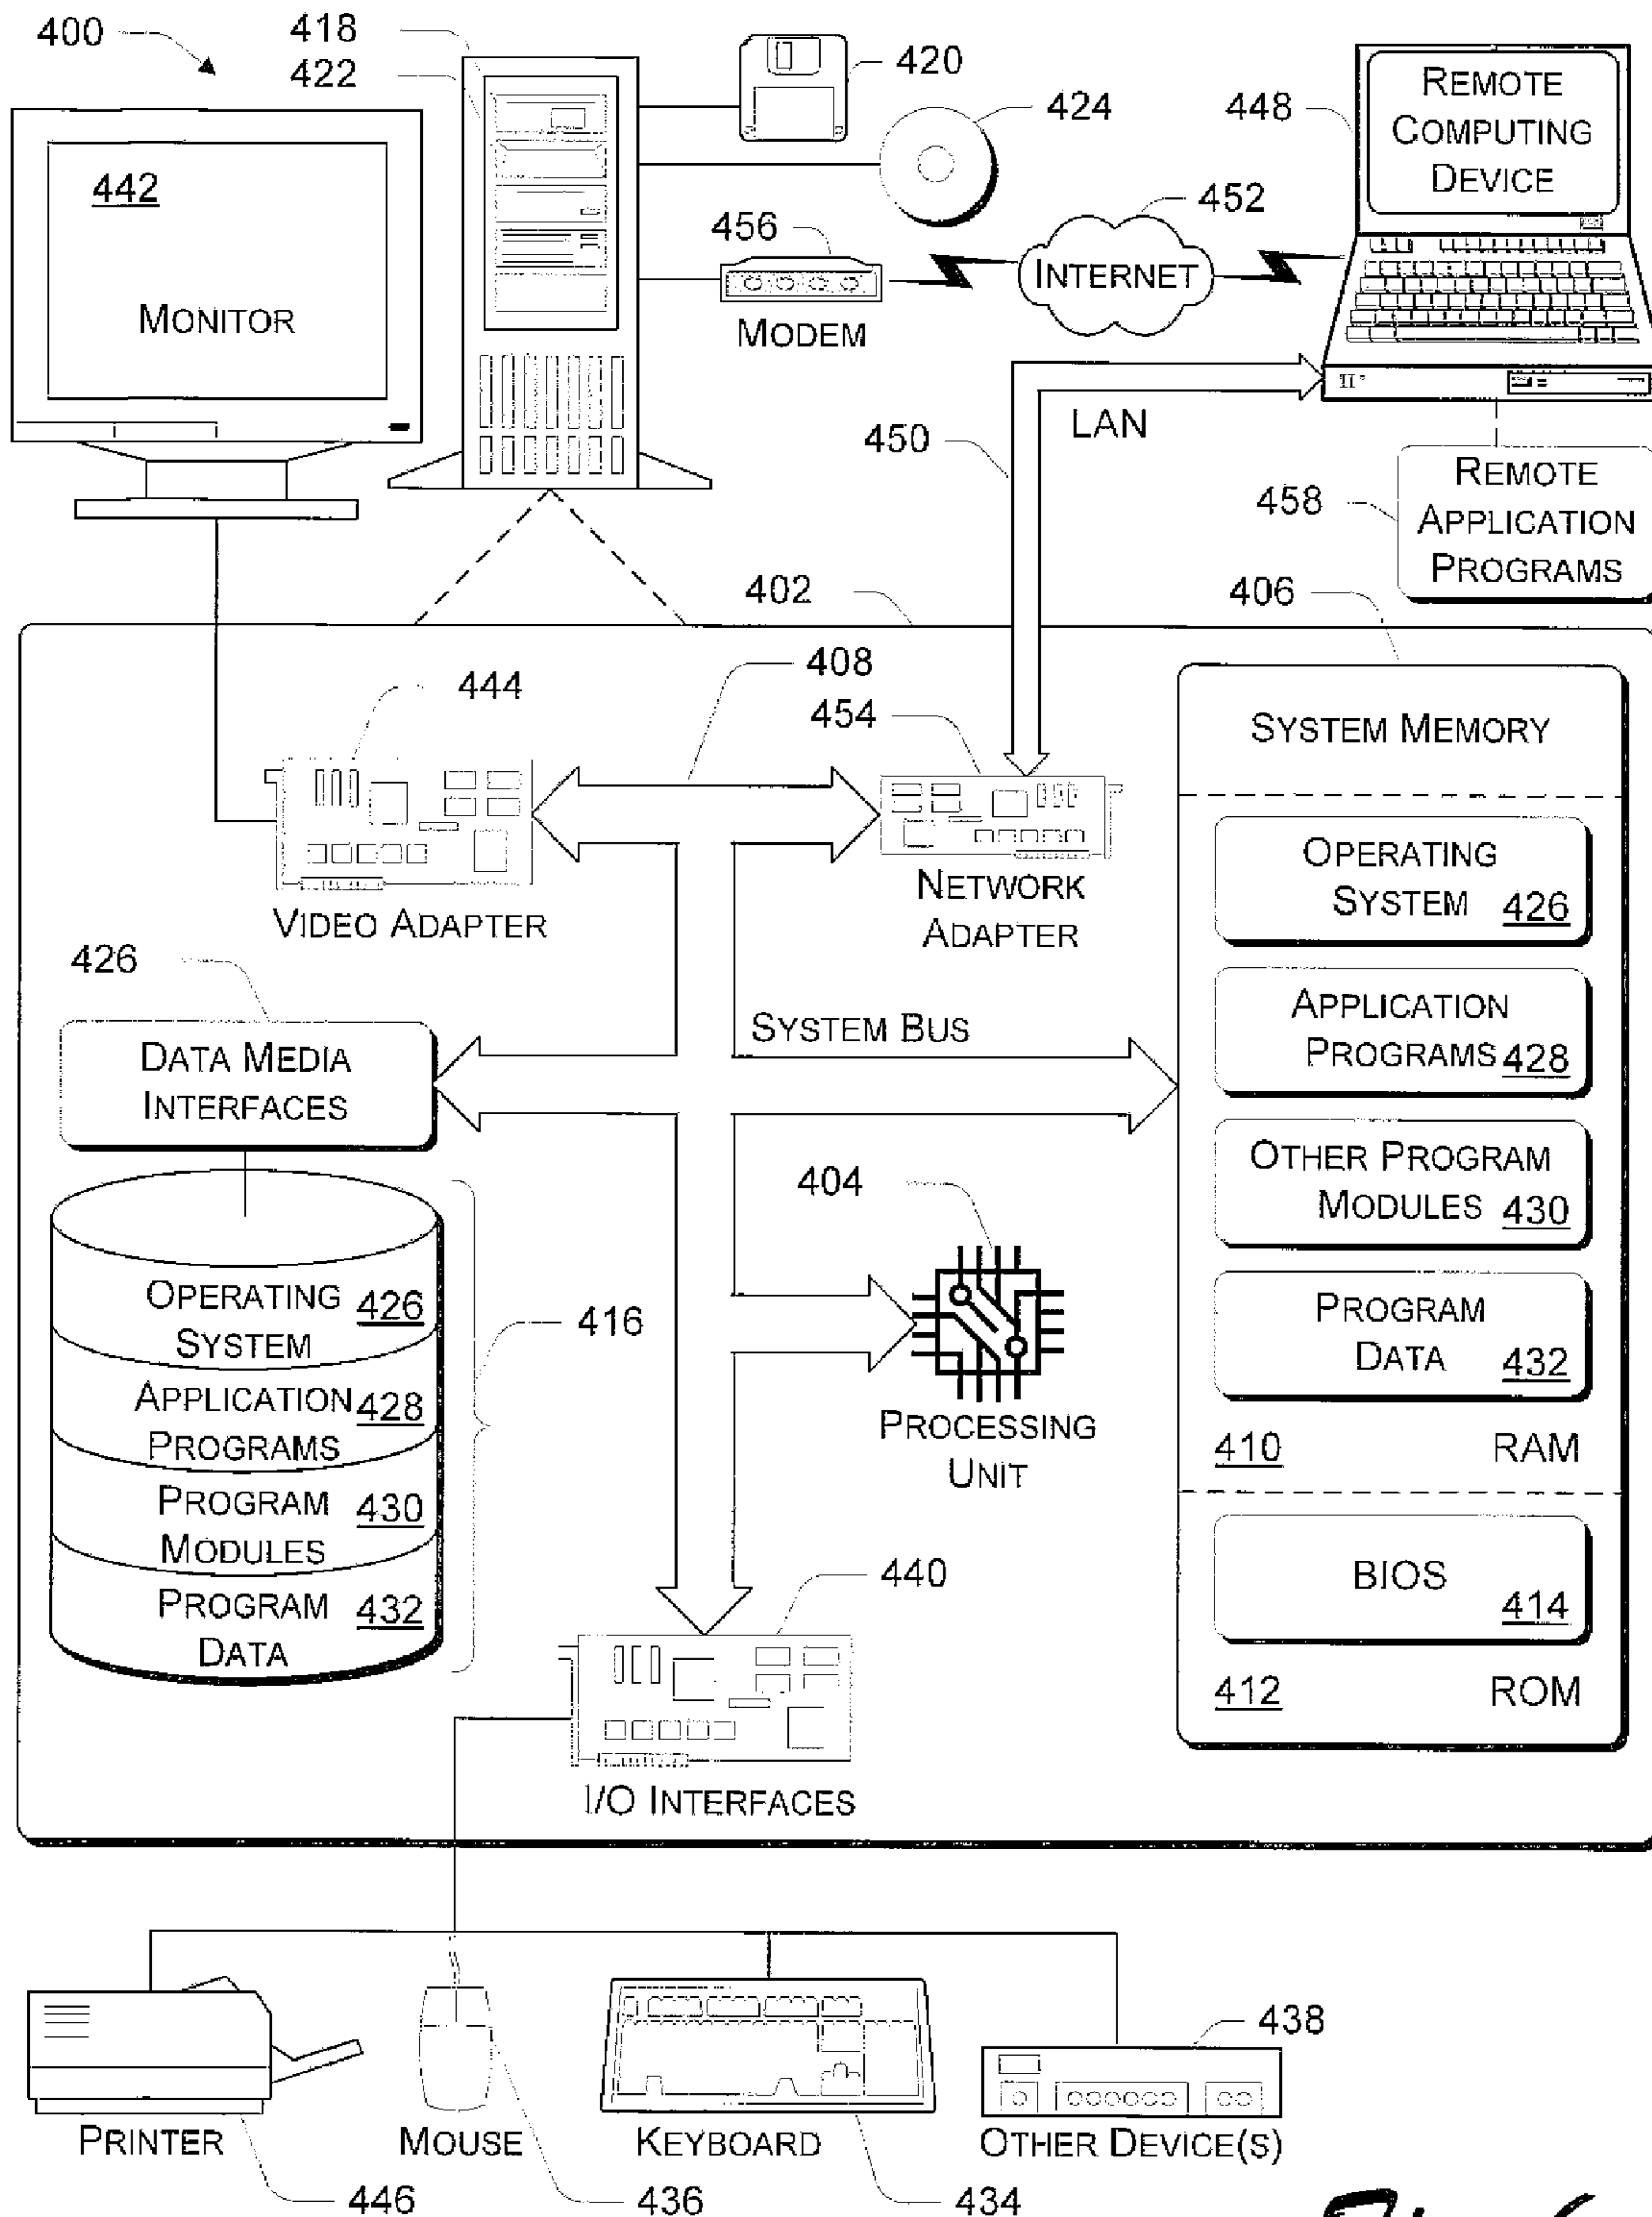 400
418
422
420
424
448
REMOTE
COMPUTING
DEVICE
442
MONITOR
456
MODEM
452
INTERNET
450
LAN
458
REMOTE
APPLICATION
PROGRAMS
402
406
444
408
454
VIDEO ADAPTER
NETWORK
ADAPTER
SYSTEM MEMORY
OPERATING
SYSTEM 426
APPLICATION
PROGRAMS 428
OTHER PROGRAM
MODULES 430
PROGRAM
DATA 432
410 RAM
BIOS
414
412 ROM
426
DATA MEDIA
INTERFACES
SYSTEM BUS
OPERATING 426
SYSTEM
APPLICATION 428
PROGRAMS
PROGRAM 430
MODULES
PROGRAM 432
DATA
416
404
PROCESSING
UNIT
440
I/O INTERFACES
PRINTER
446
MOUSE
436
KEYBOARD
434
438
OTHER DEVICE(S)